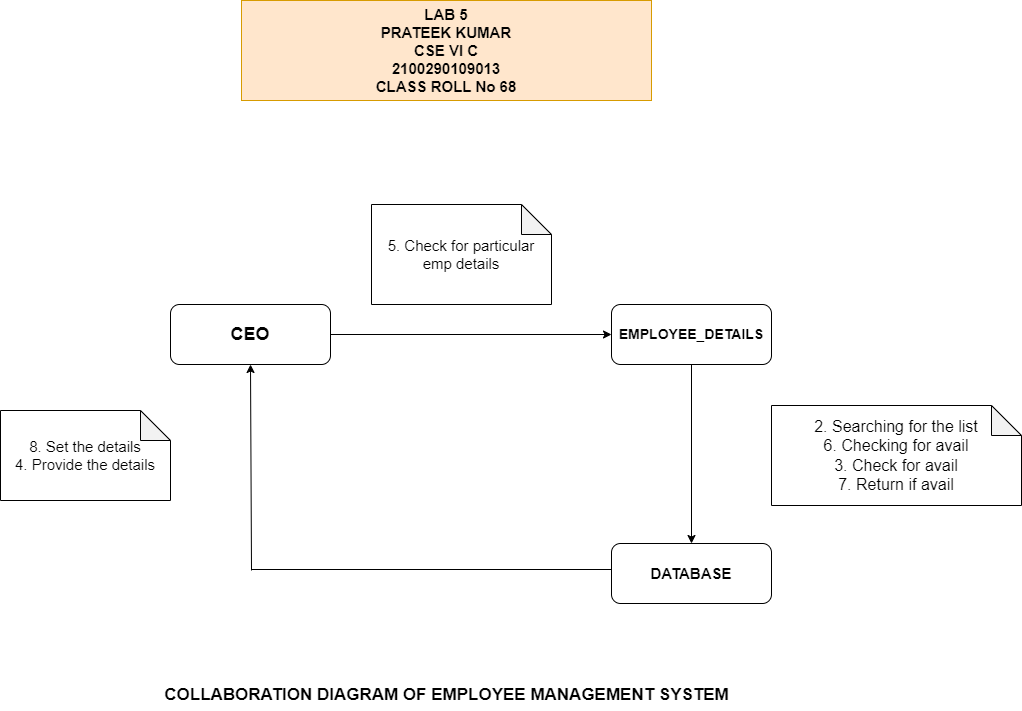 LAB 5
PRATEEK KUMAR
CSE VI C
2100290109013
CLASS ROLL No 68
5. Check for particular
emp details
CEO
EMPLOYEE_DETAILS
8. Set the details
4. Provide the details
2. Searching for the list
6. Checking for avail
3. Check for avail
7. Return if avail
DATABASE
COLLABORATION DIAGRAM OF EMPLOYEE MANAGEMENT SYSTEM